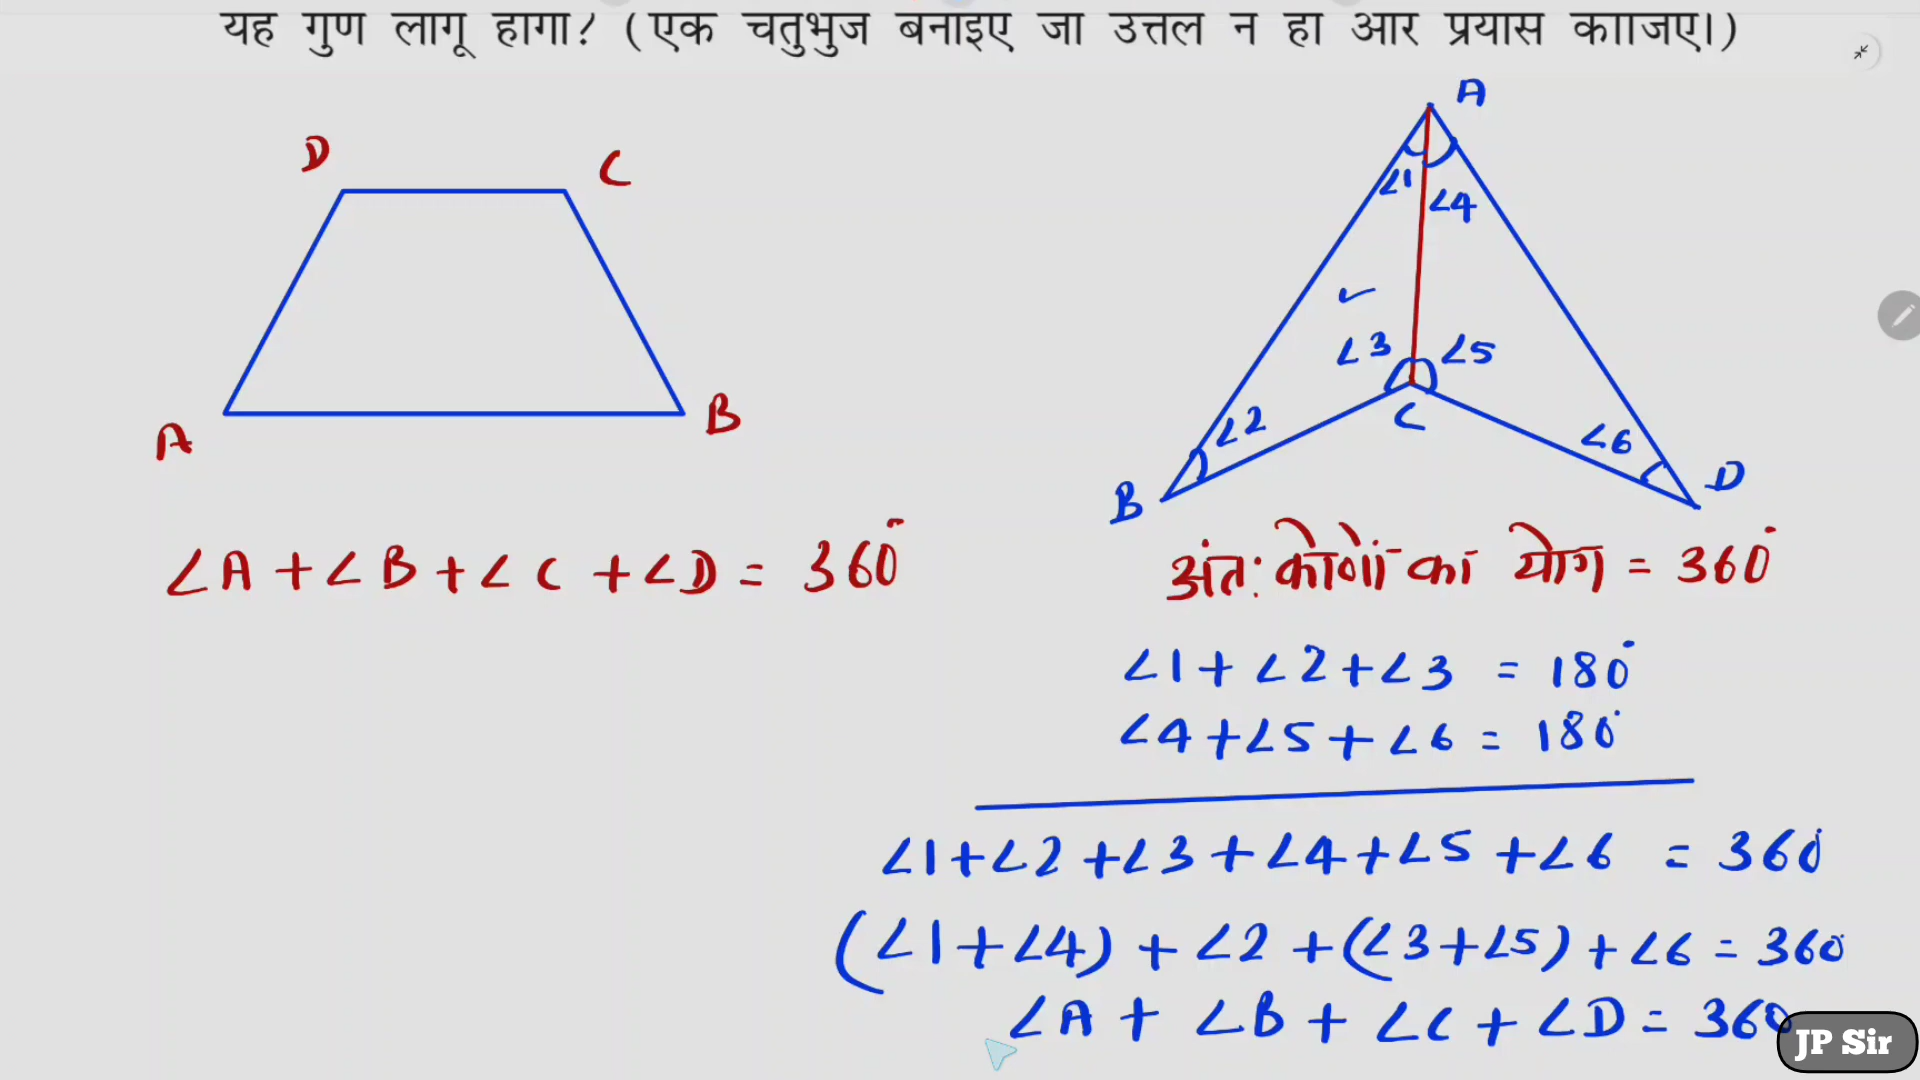 यह गुण लागू होगा? (एक चतुर्भुज बनाइए जो उत्तल न हो और प्रयास कीजिए।)
D
C
A
B
∠A + ∠B + ∠C + ∠D = 360°
A
∠1
∠4
∠3
∠5
∠2
C
∠6
B
D
अंतः कोणों का योग = 360°
∠1 + ∠2 + ∠3 = 180°
∠4 + ∠5 + ∠6 = 180°
∠1 + ∠2 + ∠3 + ∠4 + ∠5 + ∠6 = 360
(∠1 + ∠4) + ∠2 + (∠3 + ∠5) + ∠6 = 360
∠A + ∠B + ∠C + ∠D = 360
JP Sir